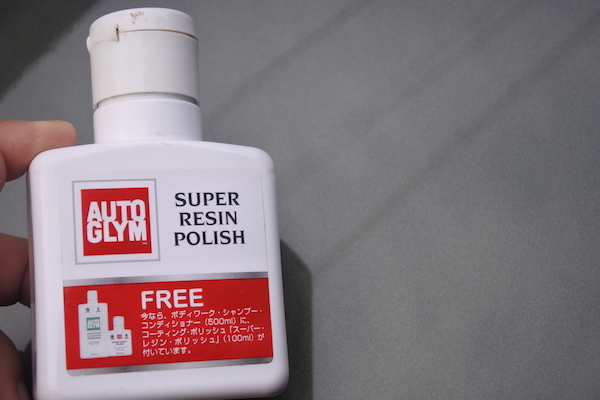 AUTO
GLYM
SUPER
RESIN
POLISH
FREE
今なら、ボディワーク・シャンプー・
コンディショナー(500ml)に、
コーティング・ポリッシュ「スーパー・
レジン・ポリッシュ」(100ml)が
付いています。